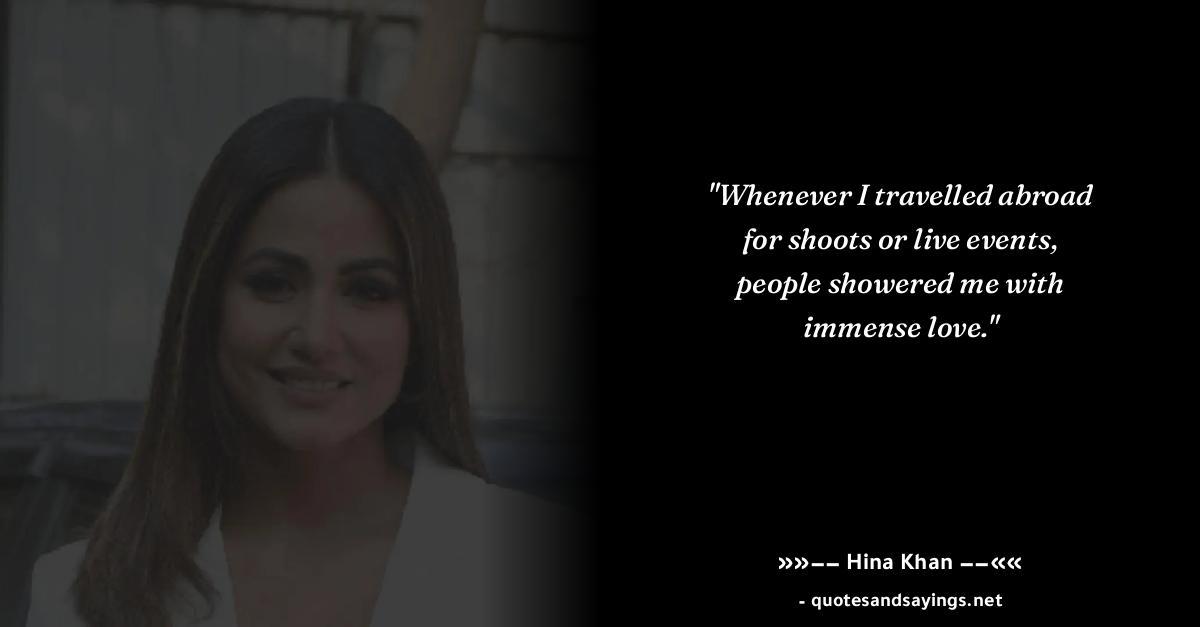 "Whenever I travelled abroad
for shoots or live events,
people showered me with
immense love."
»»−− Hina Khan −−««
- quotesandsayings.net